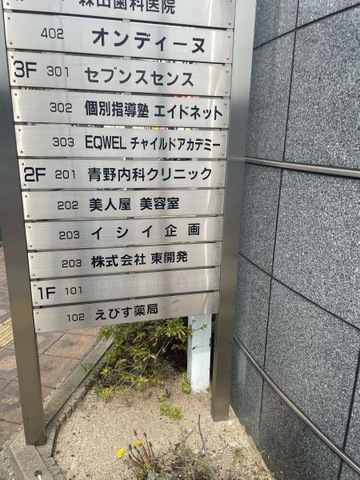 森田歯科医院
402 オンディーヌ
3F 301 セブンスセンス
302 個別指導塾 エイドネット
303 EQWEL チャイルドアカデミー
2F 201 青野内科クリニック
202 美人屋 美容室
203 イシイ企画
203 株式会社 東開発
1F 101
102 えびす薬局